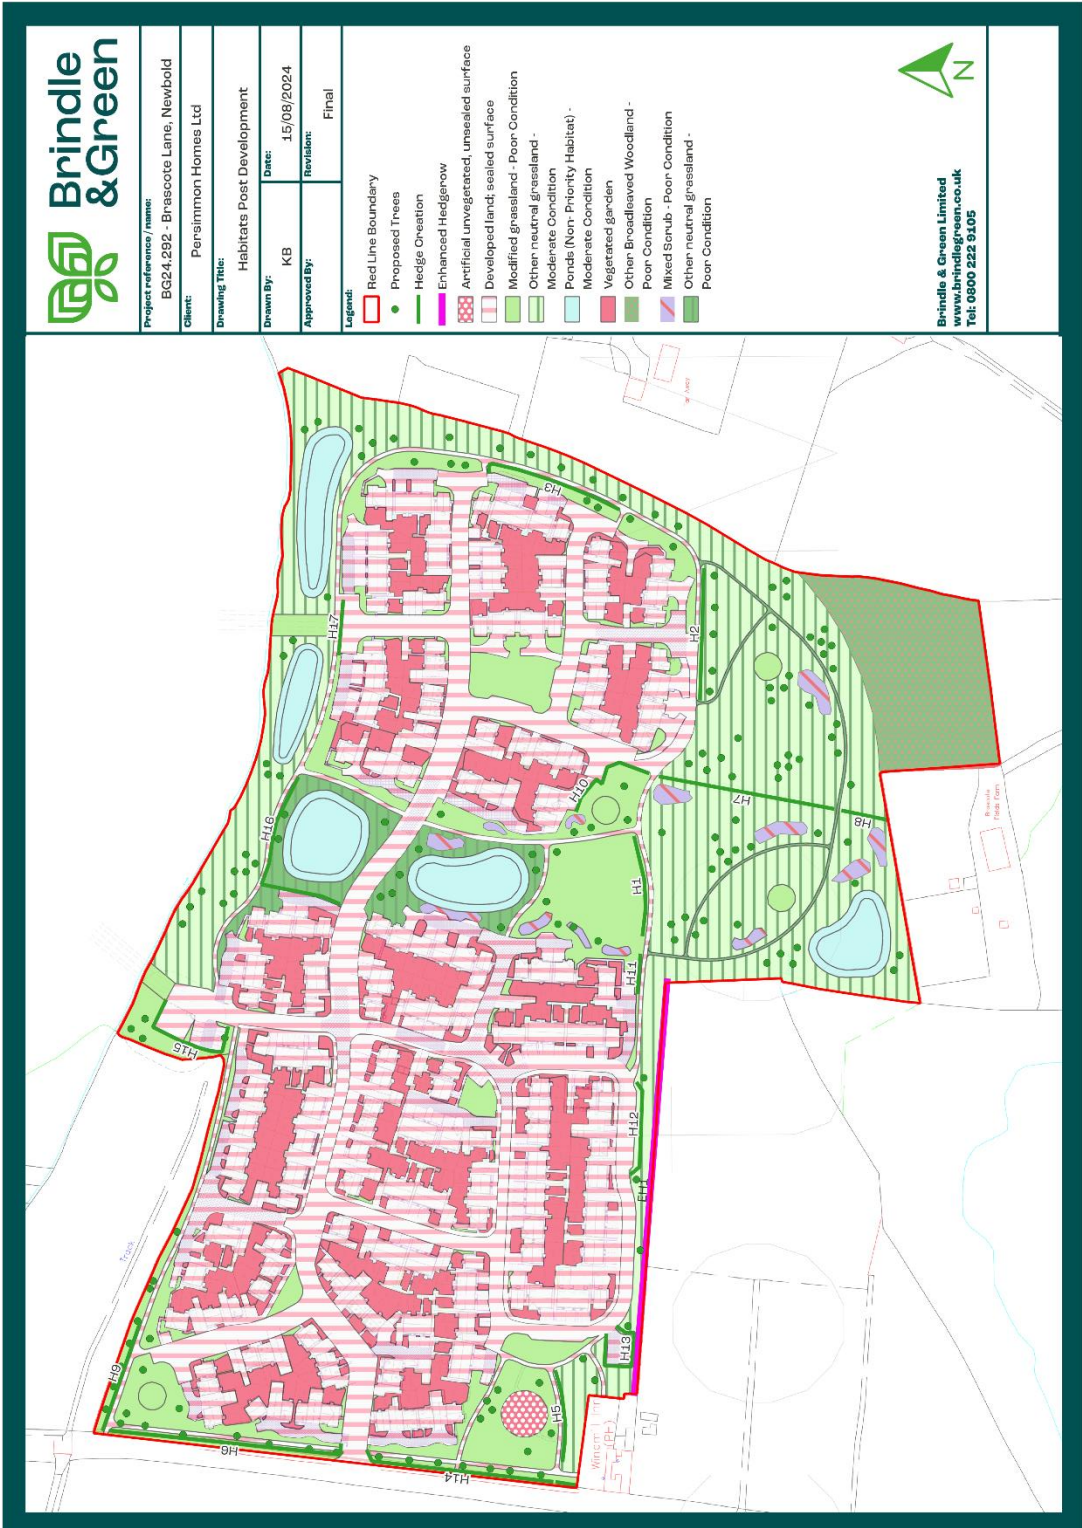 Brindle
&Green
Project reference / name:
BG24.292 - Brascote Lane, Newbold
Client:
Persimmon Homes Ltd
Drawing Title:
Habitats Post Development
Drawn By:
KB
Date:
15/08/2024
Approved By:
Revision:
Final
Legend:
Red Line Boundary
Proposed Trees
Hedge Creation
Enhanced Hedgerow
Artificial unvegetated, unsealed surface
Developed land; sealed surface
Modified grassland - Poor Condition
Other neutral grassland -
Moderate Condition
Ponds (Non- Priority Habitat) -
Moderate Condition
Vegetated garden
Other Broadleaved Woodland -
Poor Condition
Mixed Scrub - Poor Condition
Other neutral grassland -
Poor Condition
N
Brindle & Green Limited
www.brindlegreen.co.uk
Tel: 0800 222 9105
H3
H17
H2
H10
H16
H7
H8
H1
H11
H15
H12
EH1
H13
H9
H6
H5
H14
Track
(PH)